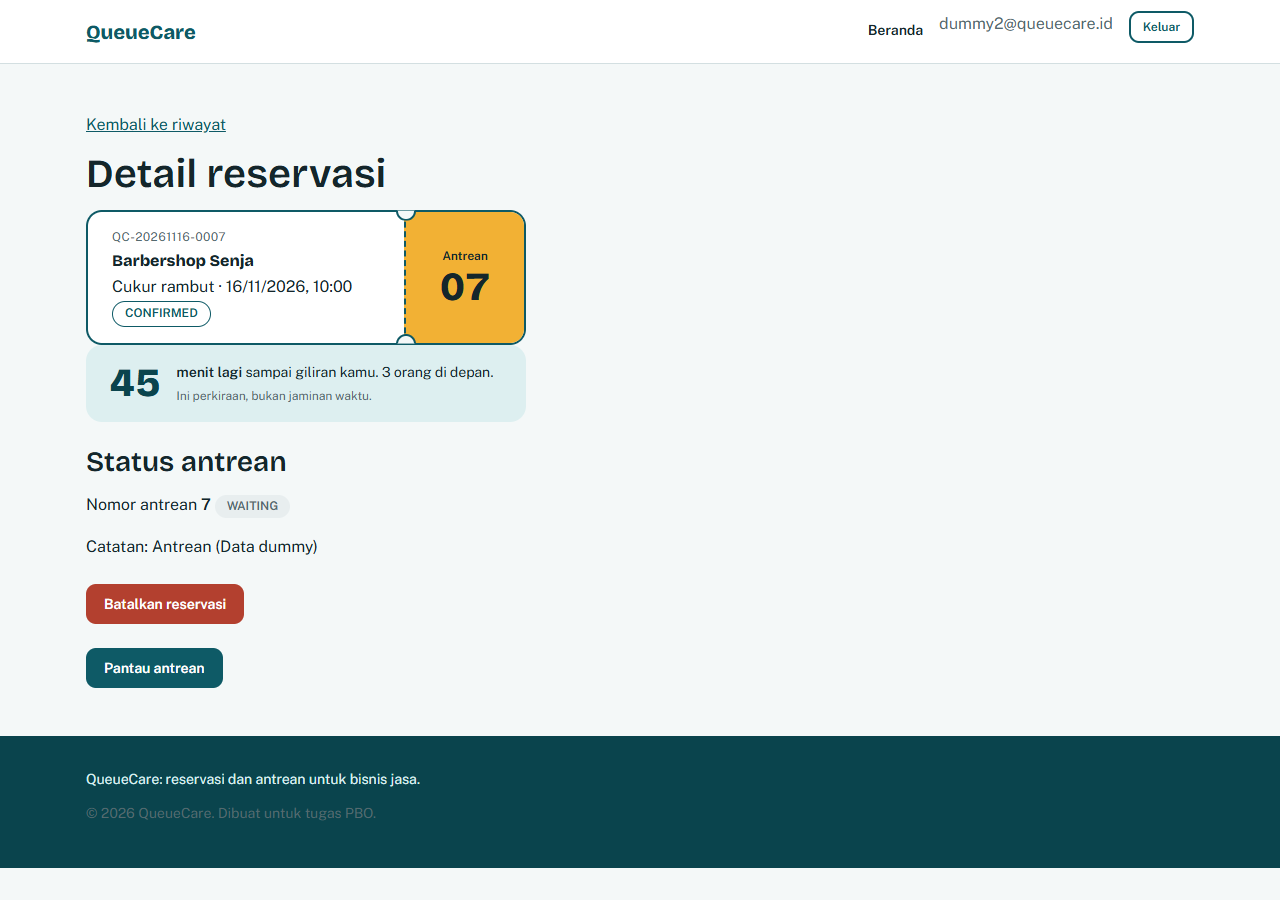 QueueCare
Beranda
dummy2@queuecare.id
Keluar
Kembali ke riwayat
Detail reservasi
QC-20261116-0007
Barbershop Senja
Cukur rambut · 16/11/2026, 10:00
CONFIRMED
Antrean
07
45
menit lagi sampai giliran kamu. 3 orang di depan.
Ini perkiraan, bukan jaminan waktu.
Status antrean
Nomor antrean 7 WAITING
Catatan: Antrean (Data dummy)
Batalkan reservasi
Pantau antrean
QueueCare: reservasi dan antrean untuk bisnis jasa.
© 2026 QueueCare. Dibuat untuk tugas PBO.